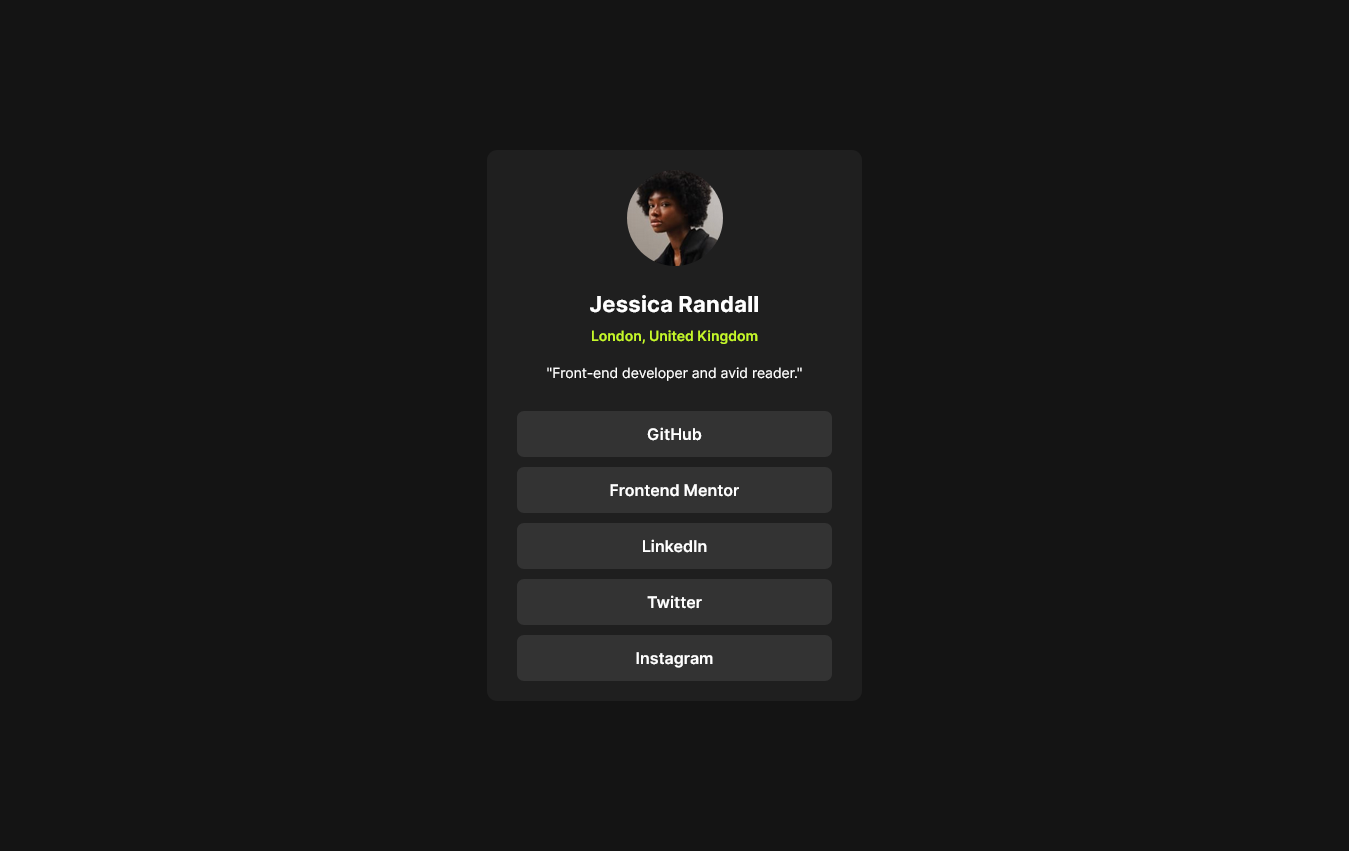 Jessica Randall
London, United Kingdom
"Front-end developer and avid reader."
GitHub
Frontend Mentor
LinkedIn
Twitter
Instagram